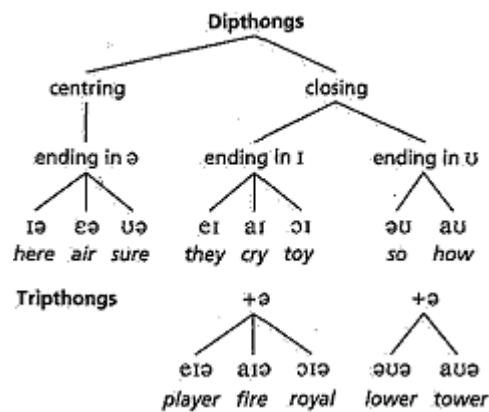 Dipthongs
centring closing
ending in ə ending in ɪ ending in ʊ
ɪə ɛə ʊə eɪ aɪ ɔɪ əʊ aʊ
here air sure they cry toy so how
Tripthongs +ə +ə
eɪə aɪə ɔɪə əʊə aʊə
player fire royal lower tower